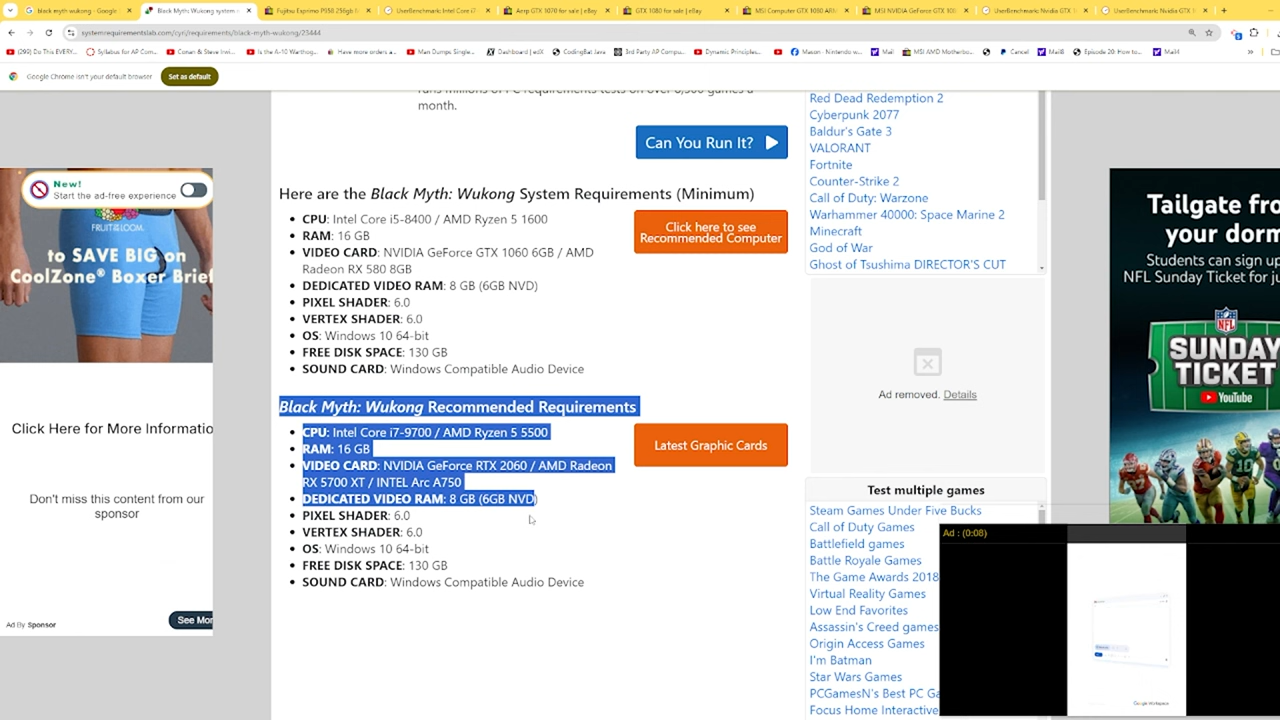 black myth wukong - Google
Black Myth: Wukong system r
Fujitsu Esprimo P958 256gb
UserBenchmark: Intel Core i7
Aerp GTX 1070 for sale | eBay
GTX 1080 for sale | eBay
MSI Computer GTX 1080 ARM
MSI NVIDIA GeForce GTX
UserBenchmark: Nvidia GTX
UserBenchmark: Nvidia GTX
systemrequirementslab.com/cyri/requirements/black-myth-wukong/23444
(293) Do This EVERY...
Syllabus for AP Com...
Conan & Steve Irwi...
Is the A-10 Warthog...
Have more orders a...
Man Dumps Single...
Dashboard | edX
CodingBat Java
3rd Party AP Compu...
Dynamic Principles...
Mason - Nintendo w...
Mail
MSI AMD Motherbo...
Cancel
Mail8
Episode 20: How to...
Mail4
Google Chrome isn't your default browser
Set as default
runs millions of PC requirements tests on over 8,500 games a
month.
Can You Run It?
Here are the Black Myth: Wukong System Requirements (Minimum)
CPU: Intel Core i5-8400 / AMD Ryzen 5 1600
RAM: 16 GB
VIDEO CARD: NVIDIA GeForce GTX 1060 6GB / AMD
Radeon RX 580 8GB
DEDICATED VIDEO RAM: 8 GB (6GB NVD)
PIXEL SHADER: 6.0
VERTEX SHADER: 6.0
OS: Windows 10 64-bit
FREE DISK SPACE: 130 GB
SOUND CARD: Windows Compatible Audio Device
Click here to see
Recommended Computer
Black Myth: Wukong Recommended Requirements
CPU: Intel Core i7-9700 / AMD Ryzen 5 5500
RAM: 16 GB
VIDEO CARD: NVIDIA GeForce RTX 2060 / AMD Radeon
RX 5700 XT / INTEL Arc A750
DEDICATED VIDEO RAM: 8 GB (6GB NVD)
PIXEL SHADER: 6.0
VERTEX SHADER: 6.0
OS: Windows 10 64-bit
FREE DISK SPACE: 130 GB
SOUND CARD: Windows Compatible Audio Device
Latest Graphic Cards
New!
Start the ad-free experience
FRUIT OF THE LOOM
to SAVE BIG on
CoolZone® Boxer Brief
Click Here for More Informatio
Don't miss this content from our
sponsor
See Mor
Ad By Sponsor
Red Dead Redemption 2
Cyberpunk 2077
Baldur's Gate 3
VALORANT
Fortnite
Counter-Strike 2
Call of Duty: Warzone
Warhammer 40000: Space Marine 2
Minecraft
God of War
Ghost of Tsushima DIRECTOR'S CUT
Ad removed. Details
Test multiple games
Steam Games Under Five Bucks
Call of Duty Games
Battlefield games
Battle Royale Games
The Game Awards 2018
Virtual Reality Games
Low End Favorites
Assassin's Creed games
Origin Access Games
I'm Batman
Star Wars Games
PCGamesN's Best PC Ga
Focus Home Interactive
Tailgate fro
your dorm
Students can sign up
NFL Sunday Ticket for ju
NFL
SUNDAY
TICKET
YouTube
Ad : (0:08)
Google Workspace